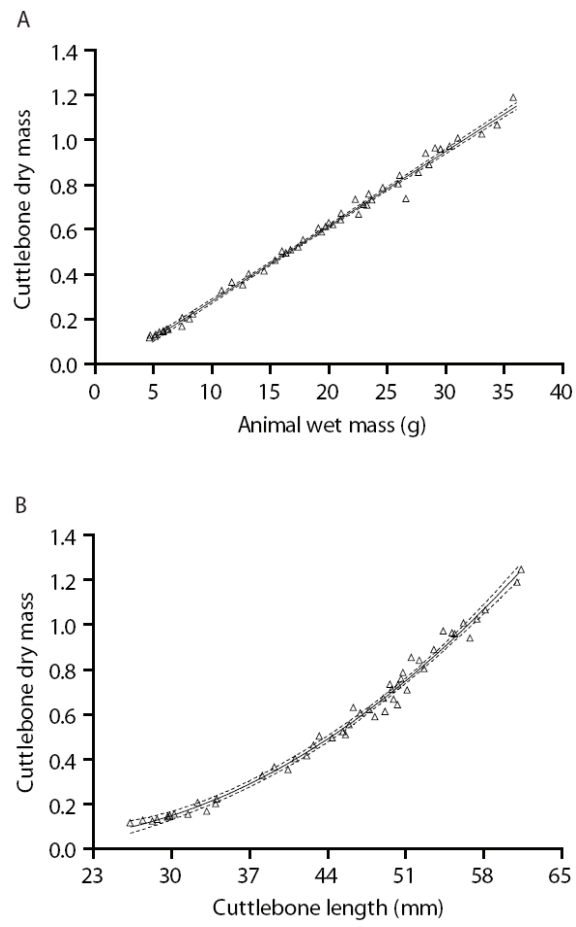 A
1.4
1.2
1.0
0.8
0.6
0.4
0.2
0.0
Cuttlebone dry mass
0 5 10 15 20 25 30 35 40
Animal wet mass (g)
B
1.4
1.2
1.0
0.8
0.6
0.4
0.2
0.0
Cuttlebone dry mass
23 30 37 44 51 58 65
Cuttlebone length (mm)